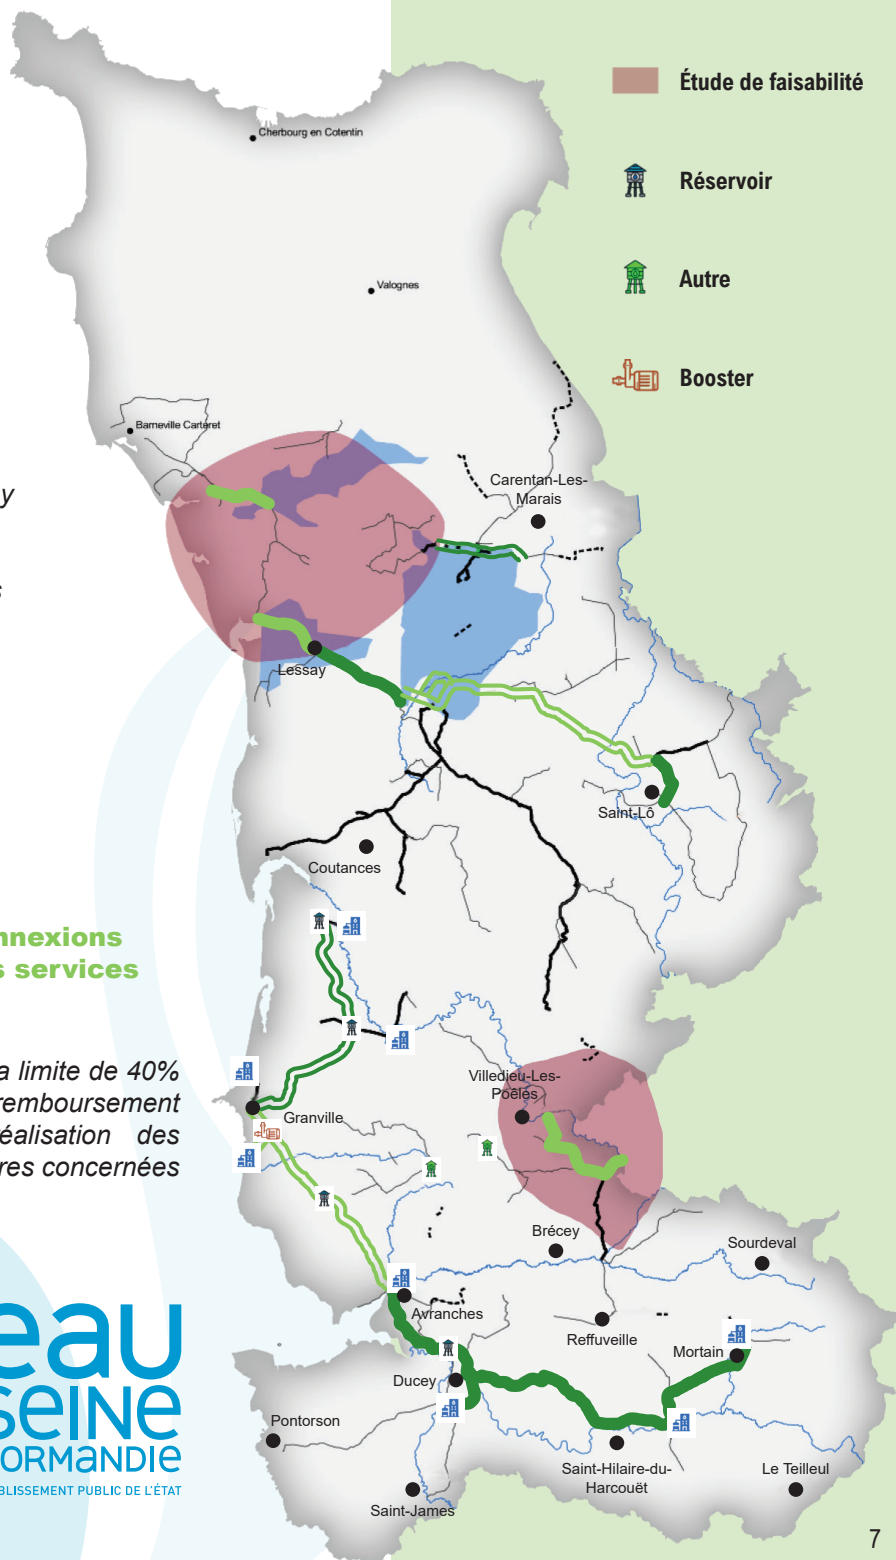 Étude de faisabilité
Réservoir
Autre
Booster
Cherbourg en Cotentin
Valognes
Barneville Carteret
y
Carentan-Les-
Marais
s
Lessay
Saint-Lô
Coutances
nnexions
s services
a limite de 40%
remboursement
éalisation des
res concernées
Villedieu-Les-
Poêles
Granville
Brécey
Sourdeval
Avranches
Reffuveille
Mortain
Ducey
Pontorson
Saint-Hilaire-du-
Harcouët
Le Teilleul
Saint-James
eau
seine
ORMANDIE
BLISSEMENT PUBLIC DE L'ÉTAT
7